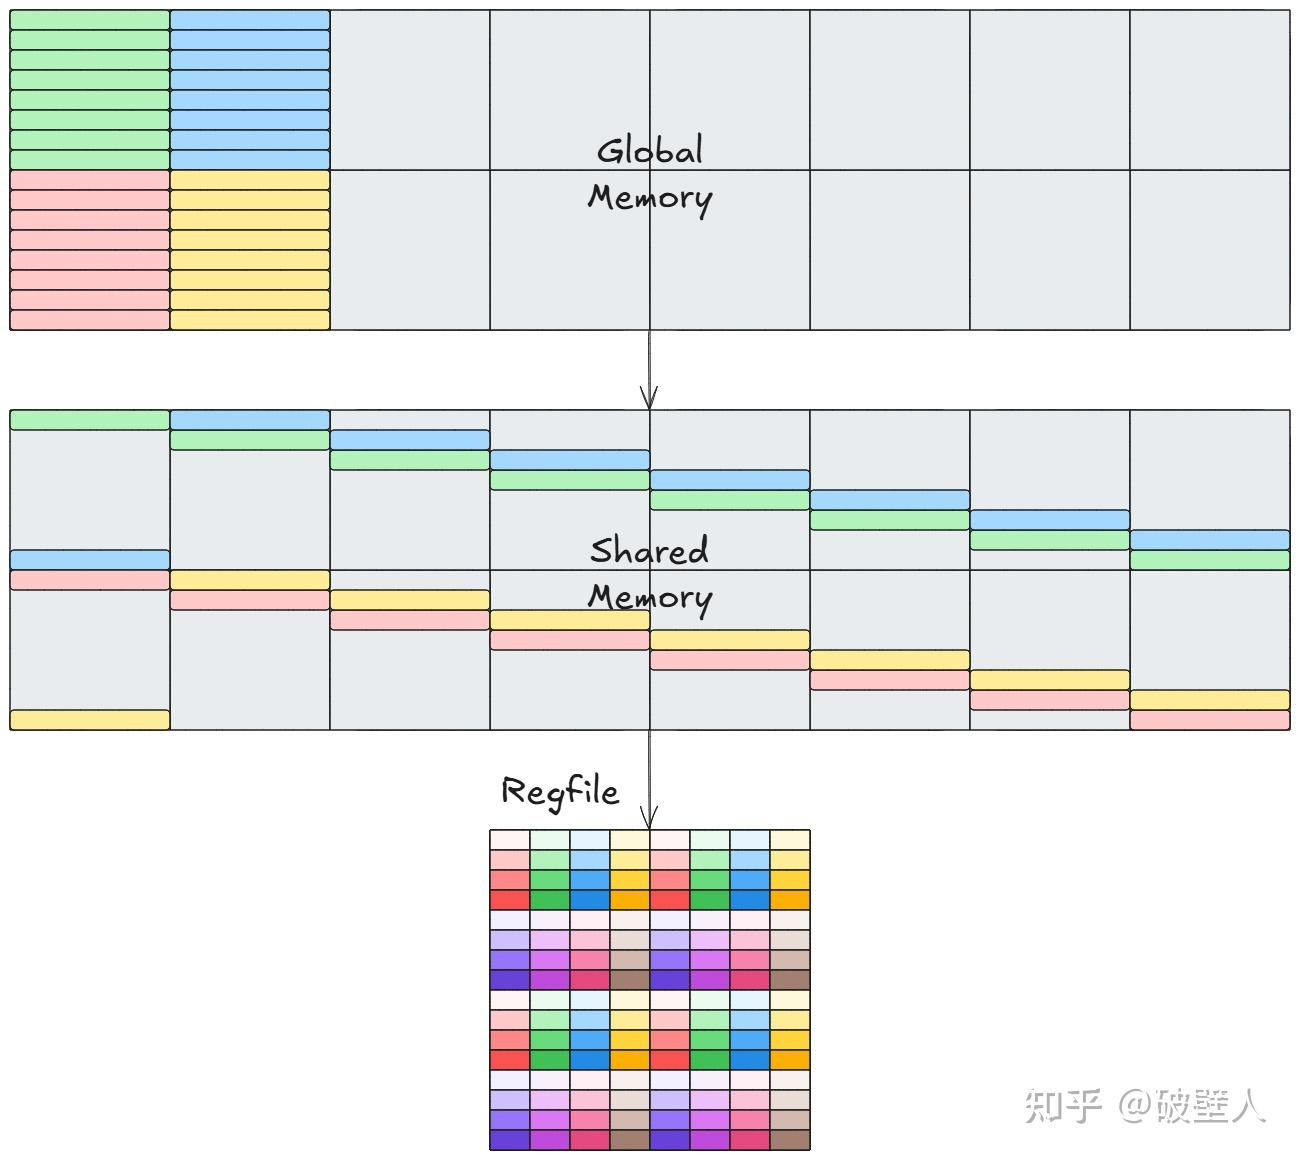 Global
Memory
Shared
Memory
Regfile
知乎 @破壁人